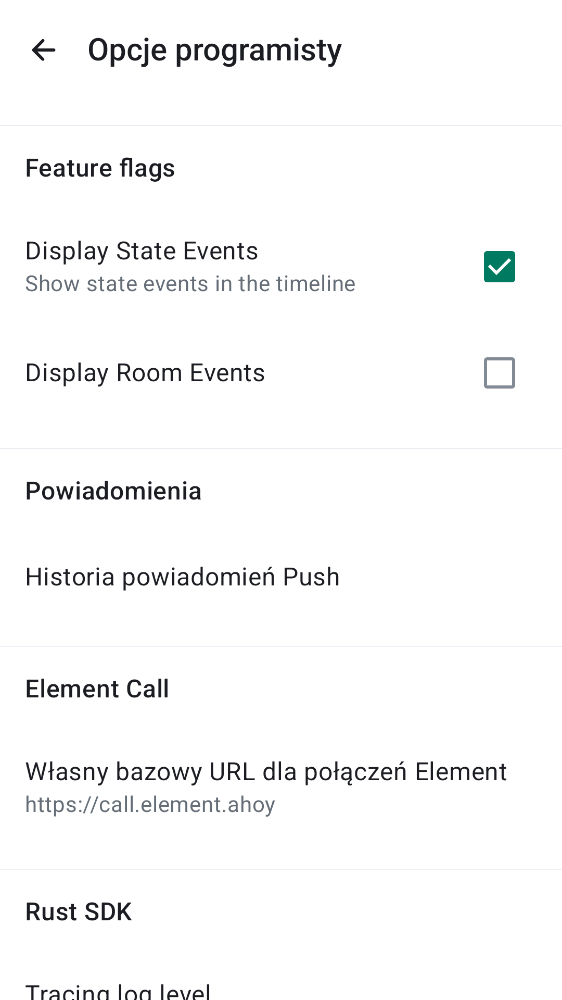 Opcje programisty
Feature flags
Display State Events
Show state events in the timeline
Display Room Events
Powiadomienia
Historia powiadomień Push
Element Call
Własny bazowy URL dla połączeń Element
https://call.element.ahoy
Rust SDK
Tracing log level